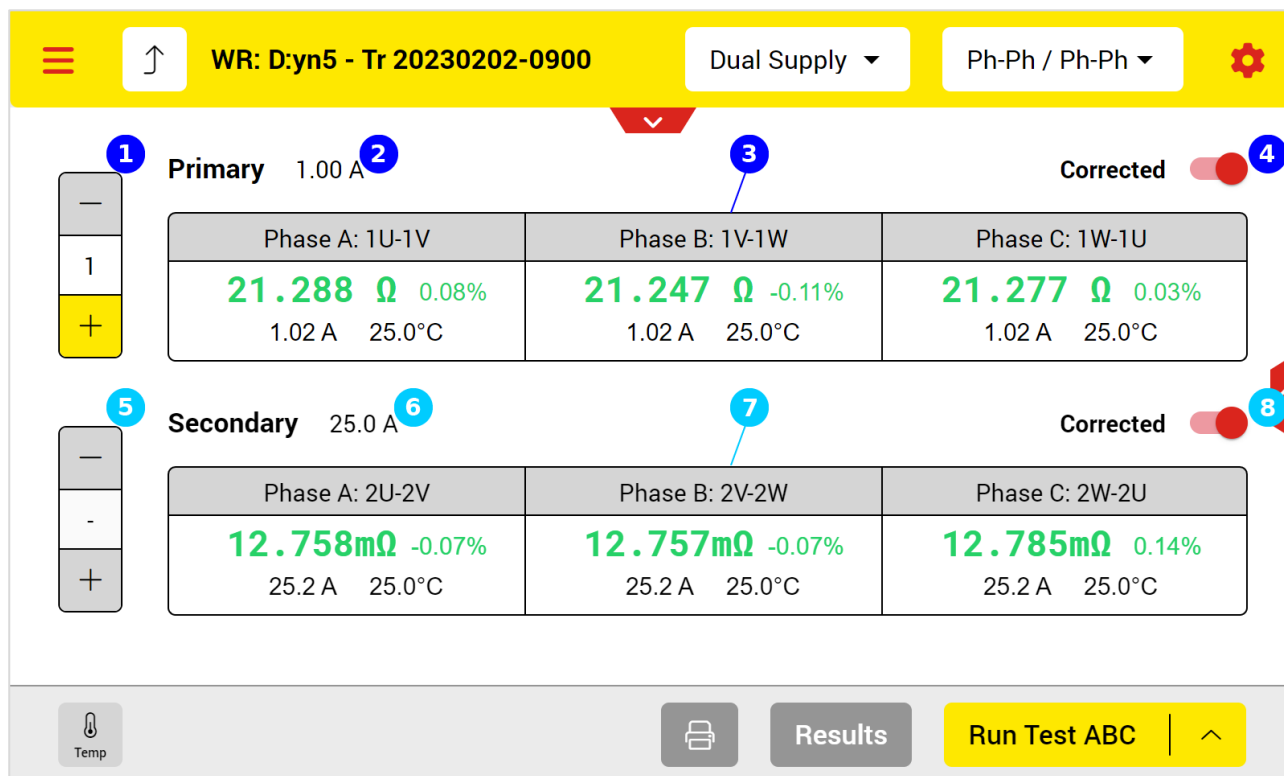 WR: D:yn5 - Tr 20230202-0900 Dual Supply Ph-Ph / Ph-Ph
1 Primary 1.00 A 2 3 Corrected 4
—
1
+
Phase A: 1U-1V Phase B: 1V-1W Phase C: 1W-1U
21.288 Ω 0.08% 21.247 Ω -0.11% 21.277 Ω 0.03%
1.02 A 25.0°C 1.02 A 25.0°C 1.02 A 25.0°C
5 Secondary 25.0 A 6 7 Corrected 8
—
-
+
Phase A: 2U-2V Phase B: 2V-2W Phase C: 2W-2U
12.758mΩ -0.07% 12.757mΩ -0.07% 12.785mΩ 0.14%
25.2 A 25.0°C 25.2 A 25.0°C 25.2 A 25.0°C
Temp Results Run Test ABC